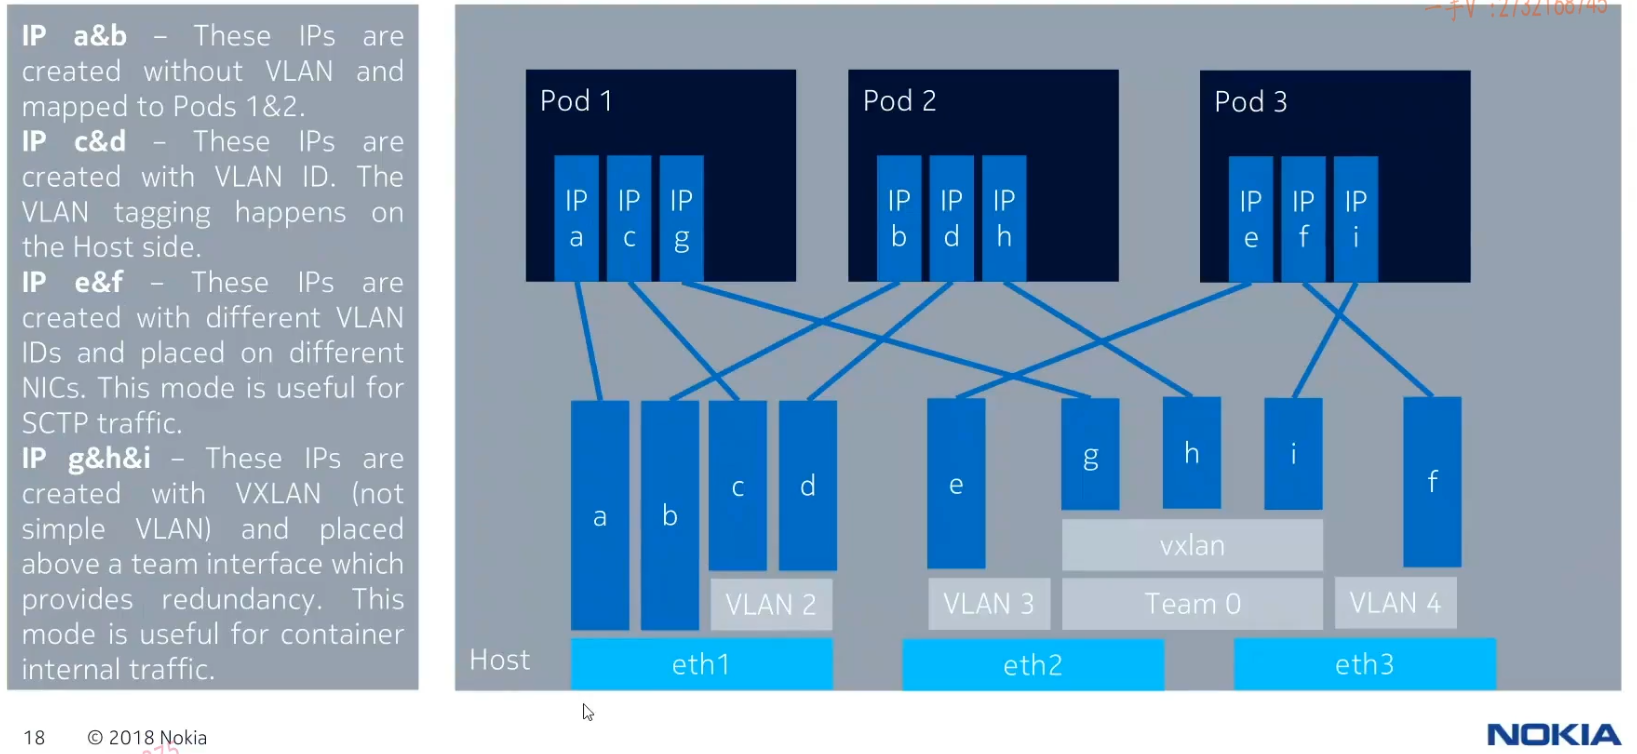 IP a&b – These IPs are
created without VLAN and
mapped to Pods 1&2.
IP c&d – These IPs are
created with VLAN ID. The
VLAN tagging happens on
the Host side.
IP e&f – These IPs are
created with different VLAN
IDs and placed on different
NICs. This mode is useful for
SCTP traffic.
IP g&h&i – These IPs are
created with VXLAN (not
simple VLAN) and placed
above a team interface which
provides redundancy. This
mode is useful for container
internal traffic.
一手V :2732168745
Pod 1
Pod 2
Pod 3
IP a
IP c
IP g
IP b
IP d
IP h
IP e
IP f
IP i
a
b
c
d
e
g
h
i
f
vxlan
VLAN 2
VLAN 3
Team 0
VLAN 4
Host
eth1
eth2
eth3
18
© 2018 Nokia
NOKIA